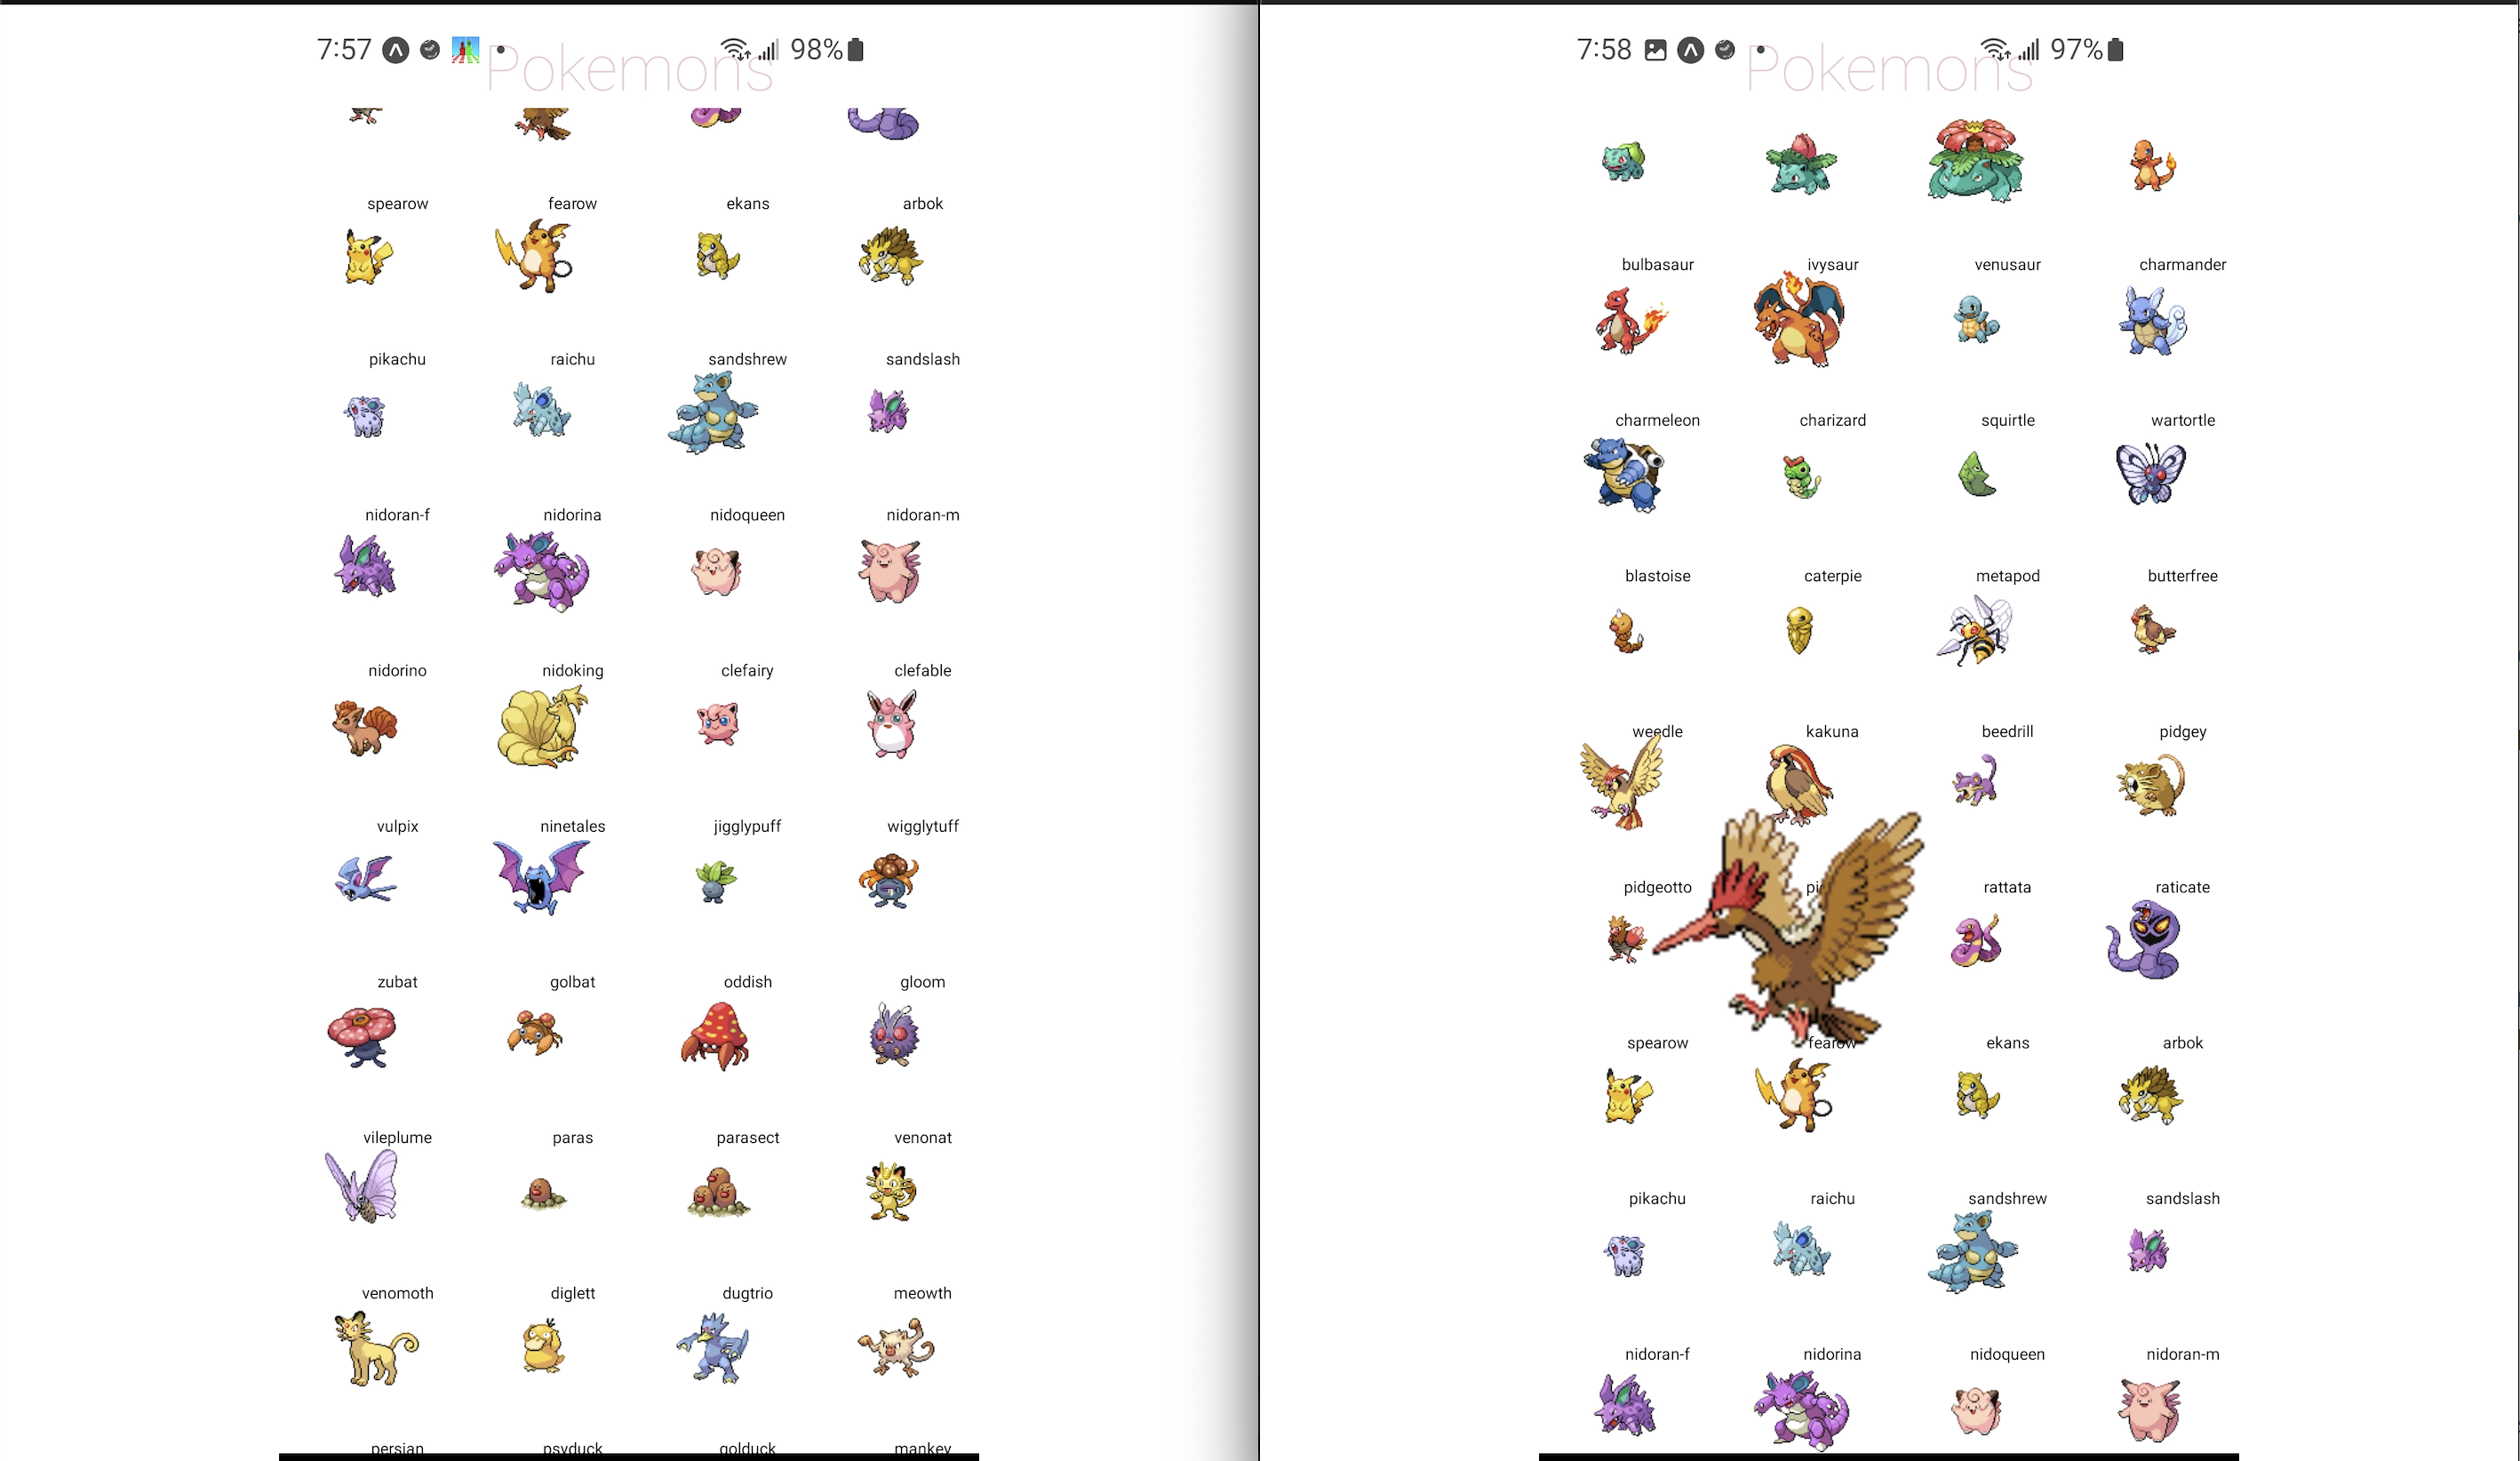 7:57 98%
Pokemons
spearow fearow ekans arbok
pikachu raichu sandshrew sandslash
nidoran-f nidorina nidoqueen nidoran-m
nidorino nidoking clefairy clefable
vulpix ninetales jigglypuff wigglytuff
zubat golbat oddish gloom
vileplume paras parasect venonat
venomoth diglett dugtrio meowth
persian psyduck golduck mankey
7:58 97%
Pokemons
bulbasaur ivysaur venusaur charmander
charmeleon charizard squirtle wartortle
blastoise caterpie metapod butterfree
weedle kakuna beedrill pidgey
pidgeotto rattata raticate
spearow fearow ekans arbok
pikachu raichu sandshrew sandslash
nidoran-f nidorina nidoqueen nidoran-m